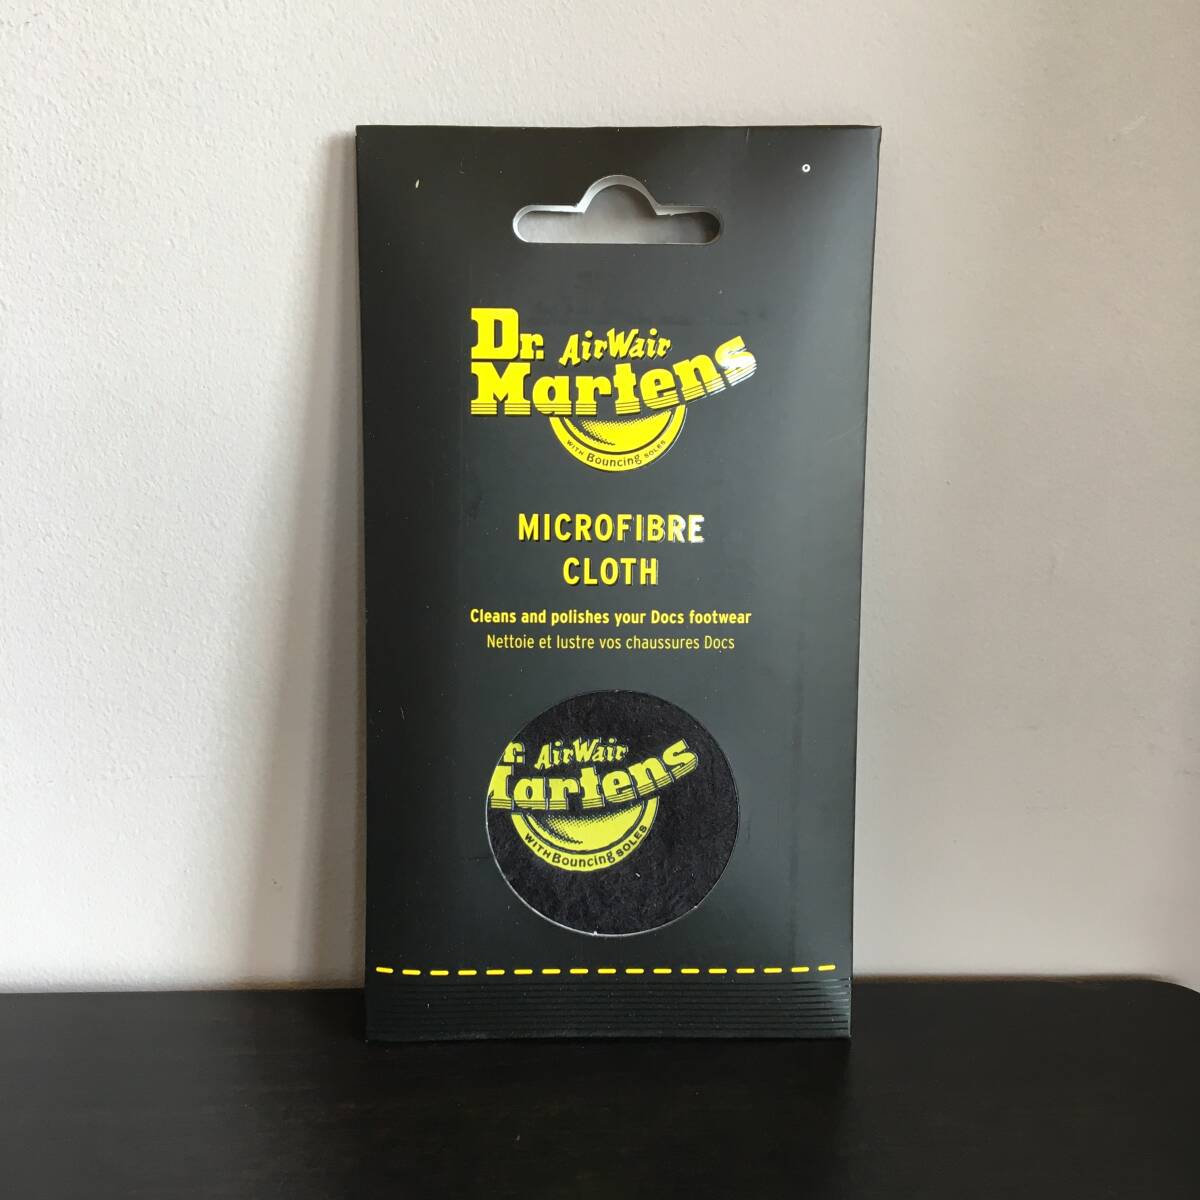 Dr. AirWair
Martens
WITH Bouncing SOLES
MICROFIBRE
CLOTH
Cleans and polishes your Docs footwear
Nettoie et lustre vos chaussures Docs
r. AirWair
Martens
WITH Bouncing SOLES